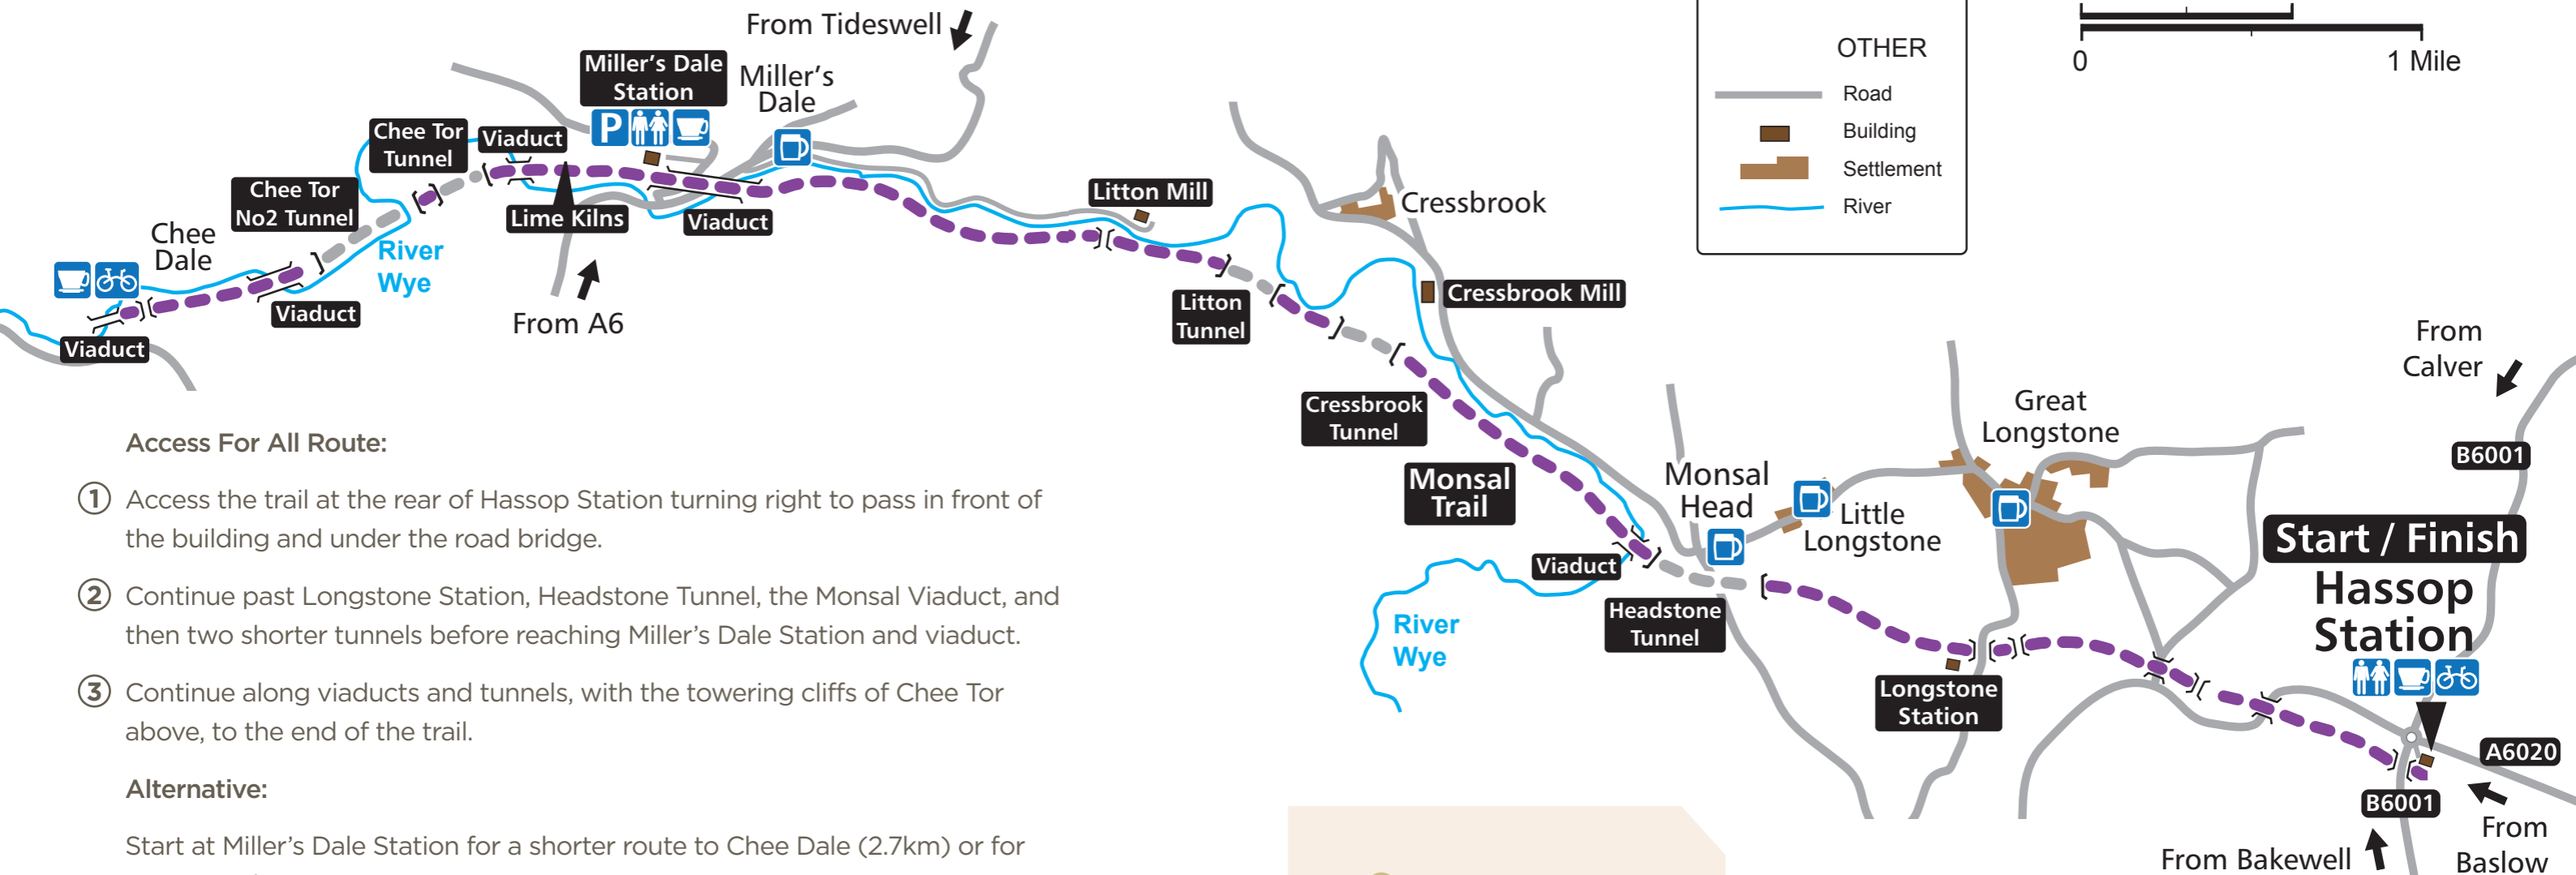 From Tideswell
Miller's Dale
Station
P
Miller's
Dale
Chee Tor
Tunnel
Viaduct
Chee Tor
No2 Tunnel
Lime Kilns
Viaduct
Chee
Dale
River
Wye
Viaduct
Viaduct
From A6
Litton Mill
Litton
Tunnel
Cressbrook
Cressbrook Mill
Cressbrook
Tunnel
Monsal
Trail
Viaduct
River
Wye
Headstone
Tunnel
Monsal
Head
Little
Longstone
Great
Longstone
Longstone
Station
From
Calver
B6001
Start / Finish
Hassop
Station
A6020
B6001
From
Baslow
From Bakewell
OTHER
Road
Building
Settlement
River
0
1 Mile
Access For All Route:
1 Access the trail at the rear of Hassop Station turning right to pass in front of
the building and under the road bridge.
2 Continue past Longstone Station, Headstone Tunnel, the Monsal Viaduct, and
then two shorter tunnels before reaching Miller's Dale Station and viaduct.
3 Continue along viaducts and tunnels, with the towering cliffs of Chee Tor
above, to the end of the trail.
Alternative:
Start at Miller's Dale Station for a shorter route to Chee Dale (2.7km) or for